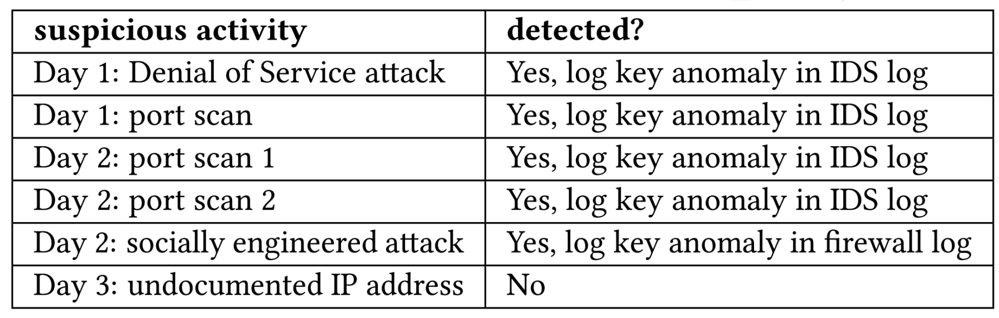 suspicious activity detected?
Day 1: Denial of Service attack Yes, log key anomaly in IDS log
Day 1: port scan Yes, log key anomaly in IDS log
Day 2: port scan 1 Yes, log key anomaly in IDS log
Day 2: port scan 2 Yes, log key anomaly in IDS log
Day 2: socially engineered attack Yes, log key anomaly in firewall log
Day 3: undocumented IP address No